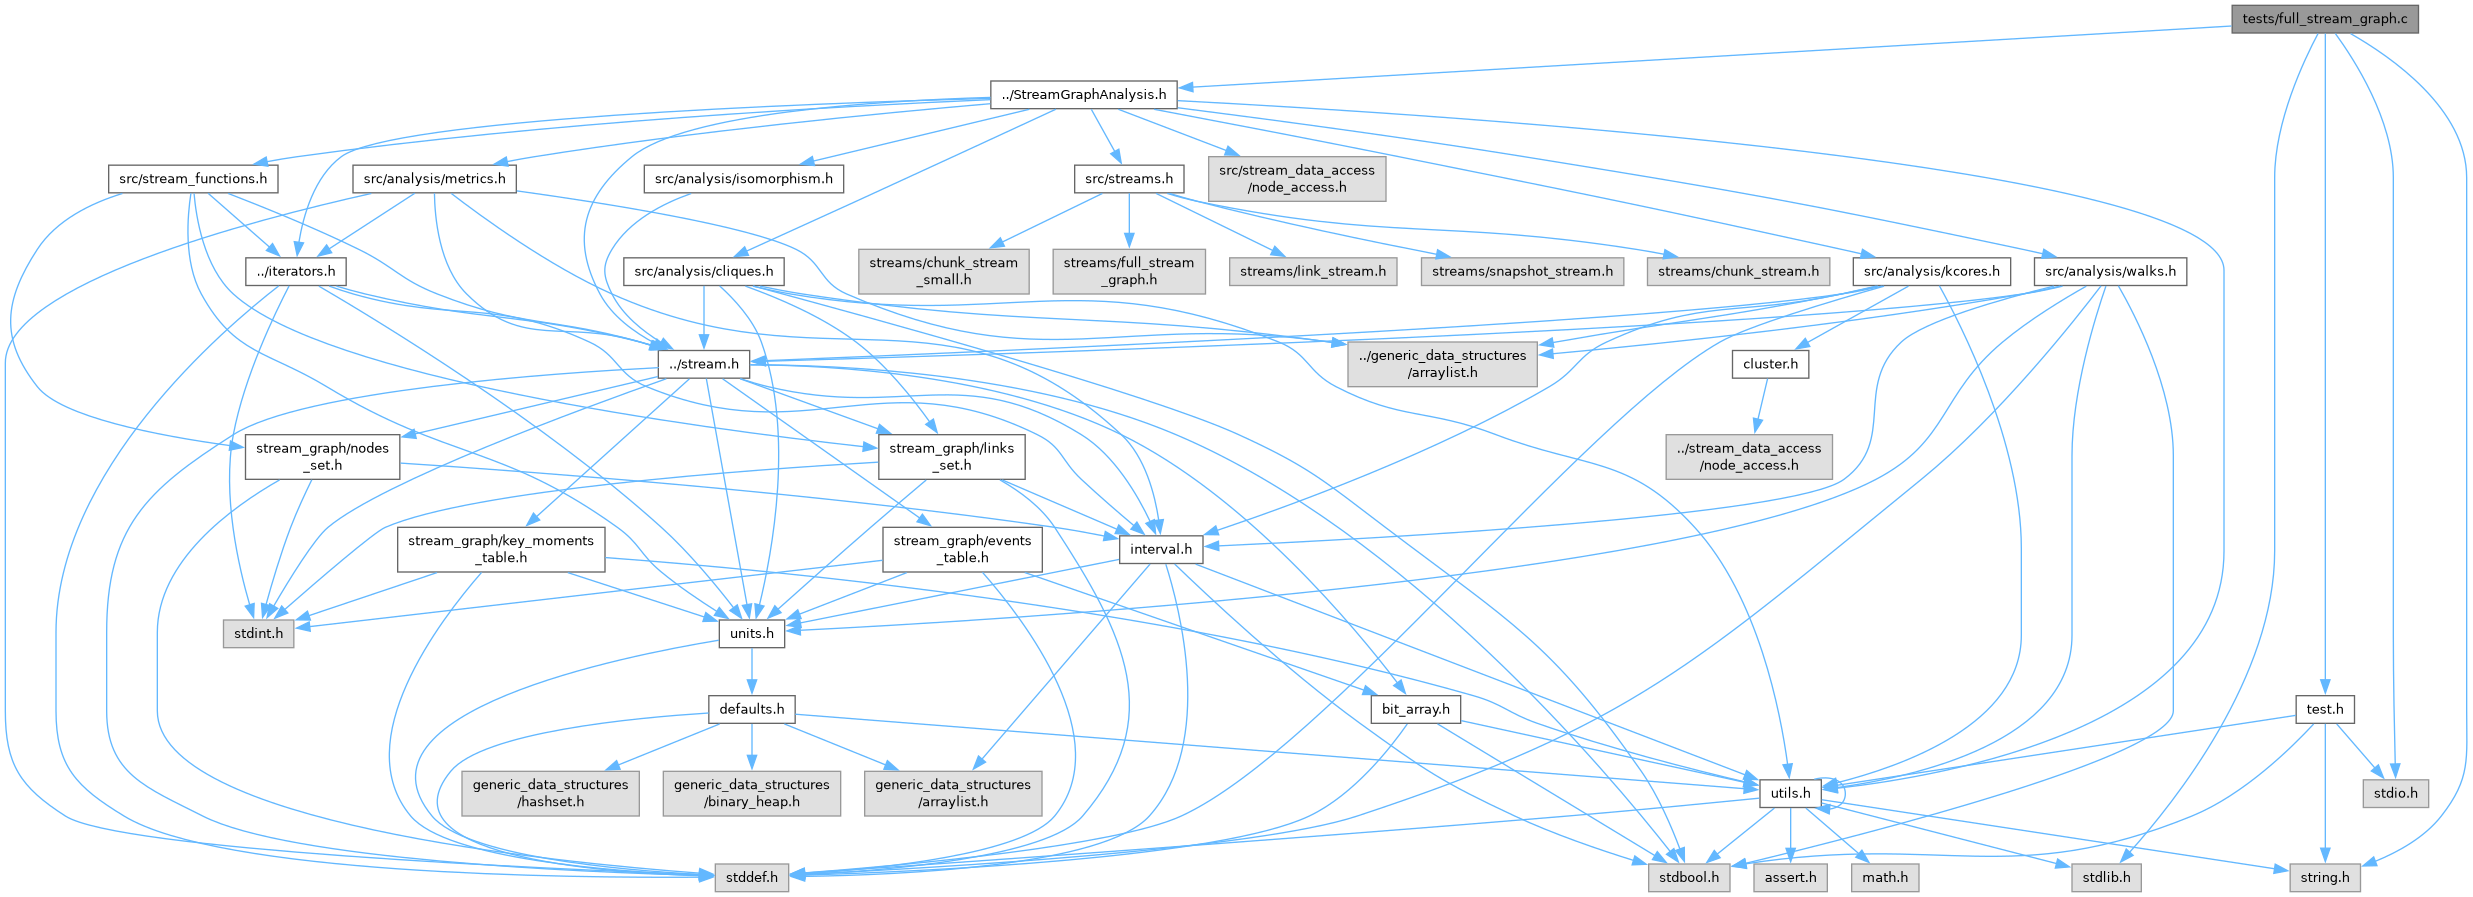 tests/full_stream_graph.c
../StreamGraphAnalysis.h
src/stream_functions.h
src/analysis/metrics.h
src/analysis/isomorphism.h
src/streams.h
src/stream_data_access
/node_access.h
../iterators.h
src/analysis/cliques.h
streams/chunk_stream
_small.h
streams/full_stream
_graph.h
streams/link_stream.h
streams/snapshot_stream.h
streams/chunk_stream.h
src/analysis/kcores.h
src/analysis/walks.h
../stream.h
../generic_data_structures
/arraylist.h
cluster.h
stream_graph/nodes
_set.h
stream_graph/links
_set.h
../stream_data_access
/node_access.h
stream_graph/key_moments
_table.h
stream_graph/events
_table.h
interval.h
stdint.h
units.h
defaults.h
bit_array.h
test.h
generic_data_structures
/hashset.h
generic_data_structures
/binary_heap.h
generic_data_structures
/arraylist.h
utils.h
stdio.h
stddef.h
stdbool.h
assert.h
math.h
stdlib.h
string.h